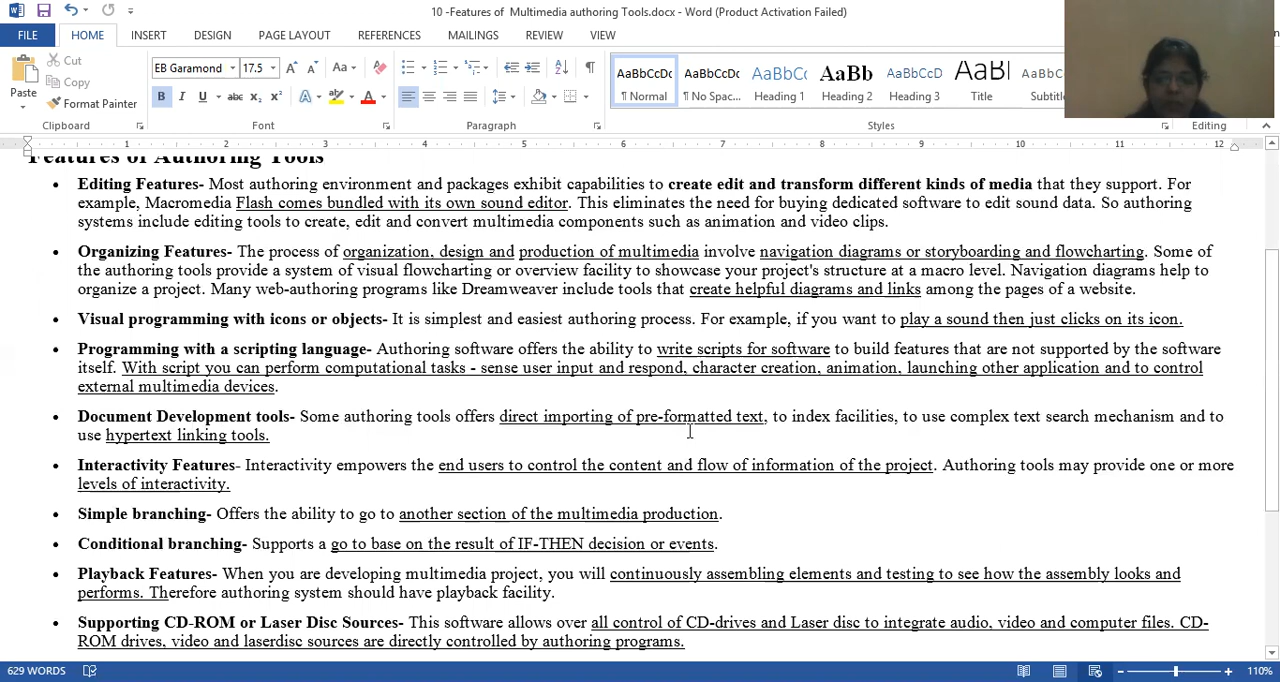 10 -Features of  Multimedia authoring Tools.docx - Word (Product Activation Failed)
FILE HOME INSERT DESIGN PAGE LAYOUT REFERENCES MAILINGS REVIEW VIEW
Cut
Copy
Format Painter
Paste
EB Garamond 17.5
AaBbCcDc AaBbCcDc AaBbCc AaBb AaBbCcD AaBbCcD
¶ Normal ¶ No Spac... Heading 1 Heading 2 Heading 3 Title Subtitle
Clipboard Font Paragraph Styles Editing
1 2 3 4 5 6 7 8 9 10 11 12
Features of Authoring Tools
• Editing Features- Most authoring environment and packages exhibit capabilities to create edit and transform different kinds of media that they support. For
example, Macromedia Flash comes bundled with its own sound editor. This eliminates the need for buying dedicated software to edit sound data. So authoring
systems include editing tools to create, edit and convert multimedia components such as animation and video clips.
• Organizing Features- The process of organization, design and production of multimedia involve navigation diagrams or storyboarding and flowcharting. Some of
the authoring tools provide a system of visual flowcharting or overview facility to showcase your project's structure at a macro level. Navigation diagrams help to
organize a project. Many web-authoring programs like Dreamweaver include tools that create helpful diagrams and links among the pages of a website.
• Visual programming with icons or objects- It is simplest and easiest authoring process. For example, if you want to play a sound then just clicks on its icon.
• Programming with a scripting language- Authoring software offers the ability to write scripts for software to build features that are not supported by the software
itself. With script you can perform computational tasks - sense user input and respond, character creation, animation, launching other application and to control
external multimedia devices.
• Document Development tools- Some authoring tools offers direct importing of pre-formatted text, to index facilities, to use complex text search mechanism and to
use hypertext linking tools.
• Interactivity Features- Interactivity empowers the end users to control the content and flow of information of the project. Authoring tools may provide one or more
levels of interactivity.
• Simple branching- Offers the ability to go to another section of the multimedia production.
• Conditional branching- Supports a go to base on the result of IF-THEN decision or events.
• Playback Features- When you are developing multimedia project, you will continuously assembling elements and testing to see how the assembly looks and
performs. Therefore authoring system should have playback facility.
• Supporting CD-ROM or Laser Disc Sources- This software allows over all control of CD-drives and Laser disc to integrate audio, video and computer files. CD-
ROM drives, video and laserdisc sources are directly controlled by authoring programs.
629 WORDS 110%